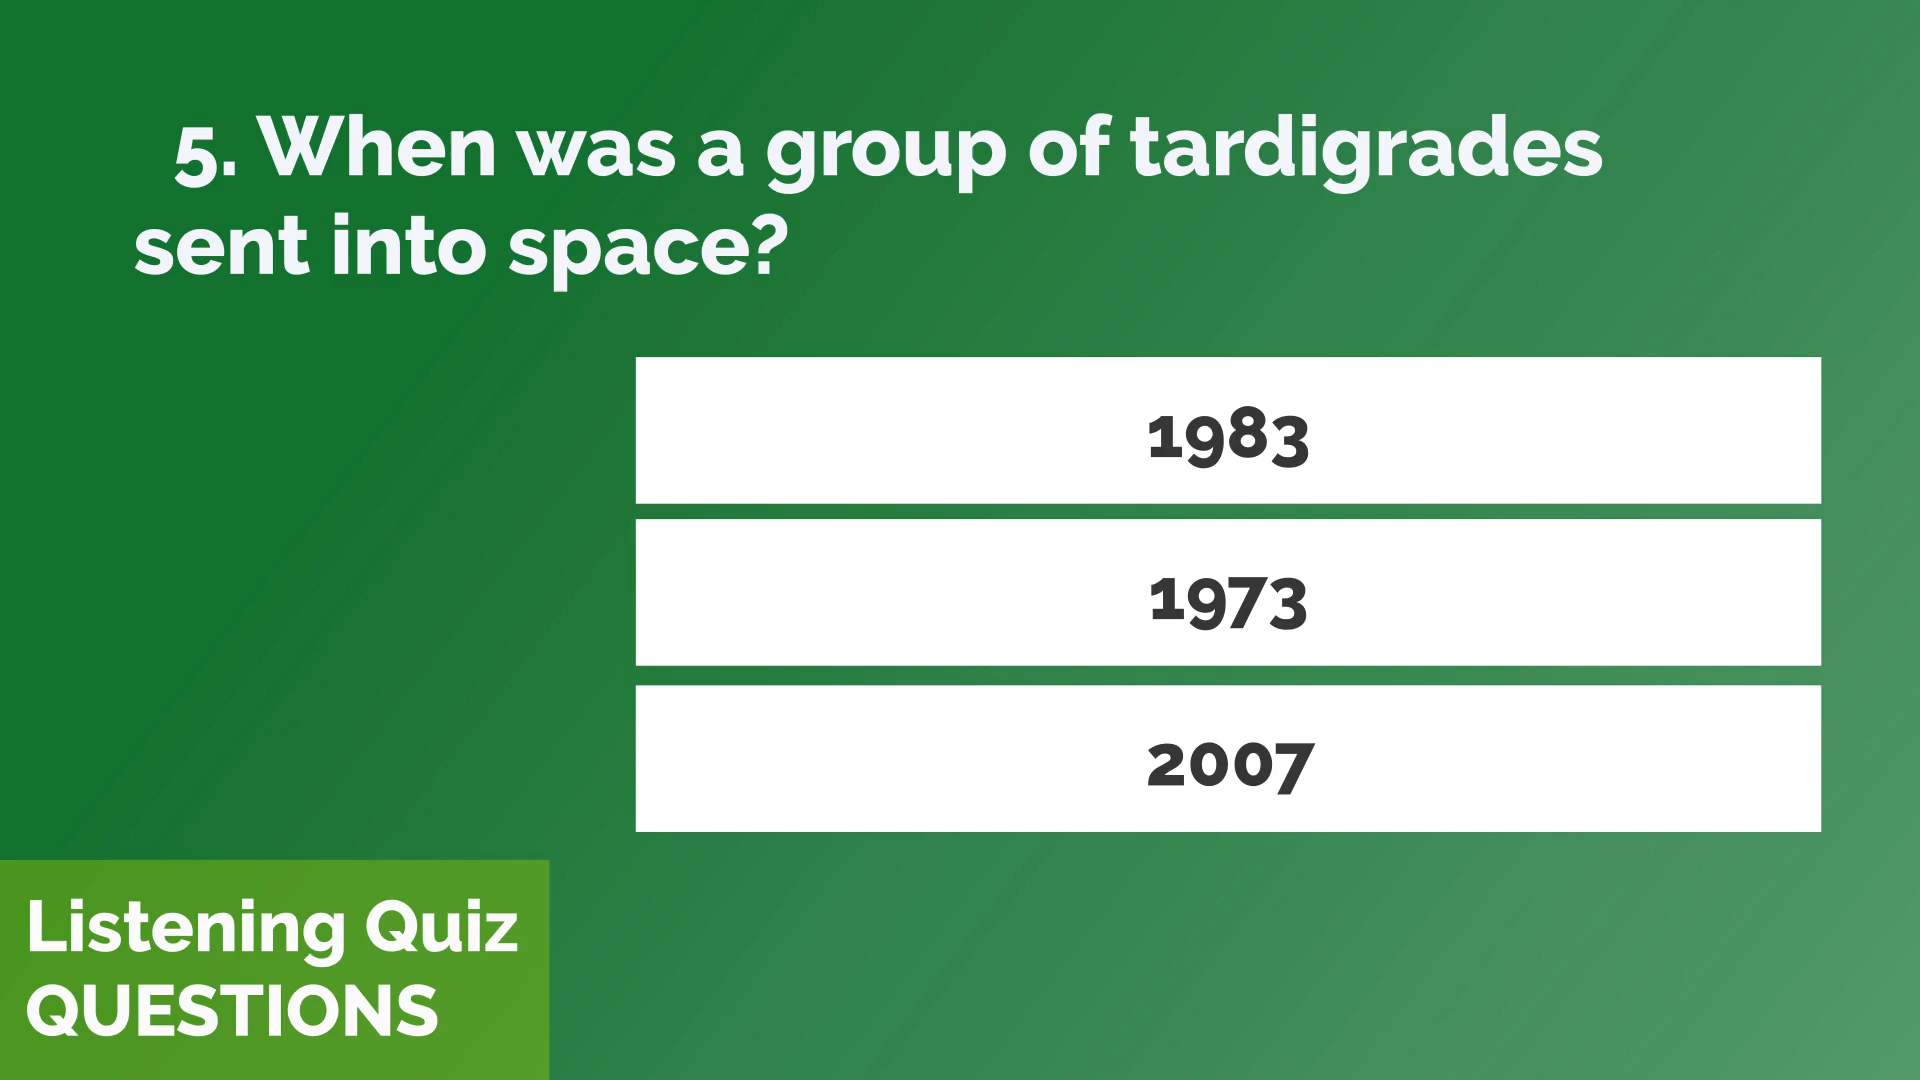 5. When was a group of tardigrades
sent into space?
1983
1973
2007
Listening Quiz
QUESTIONS